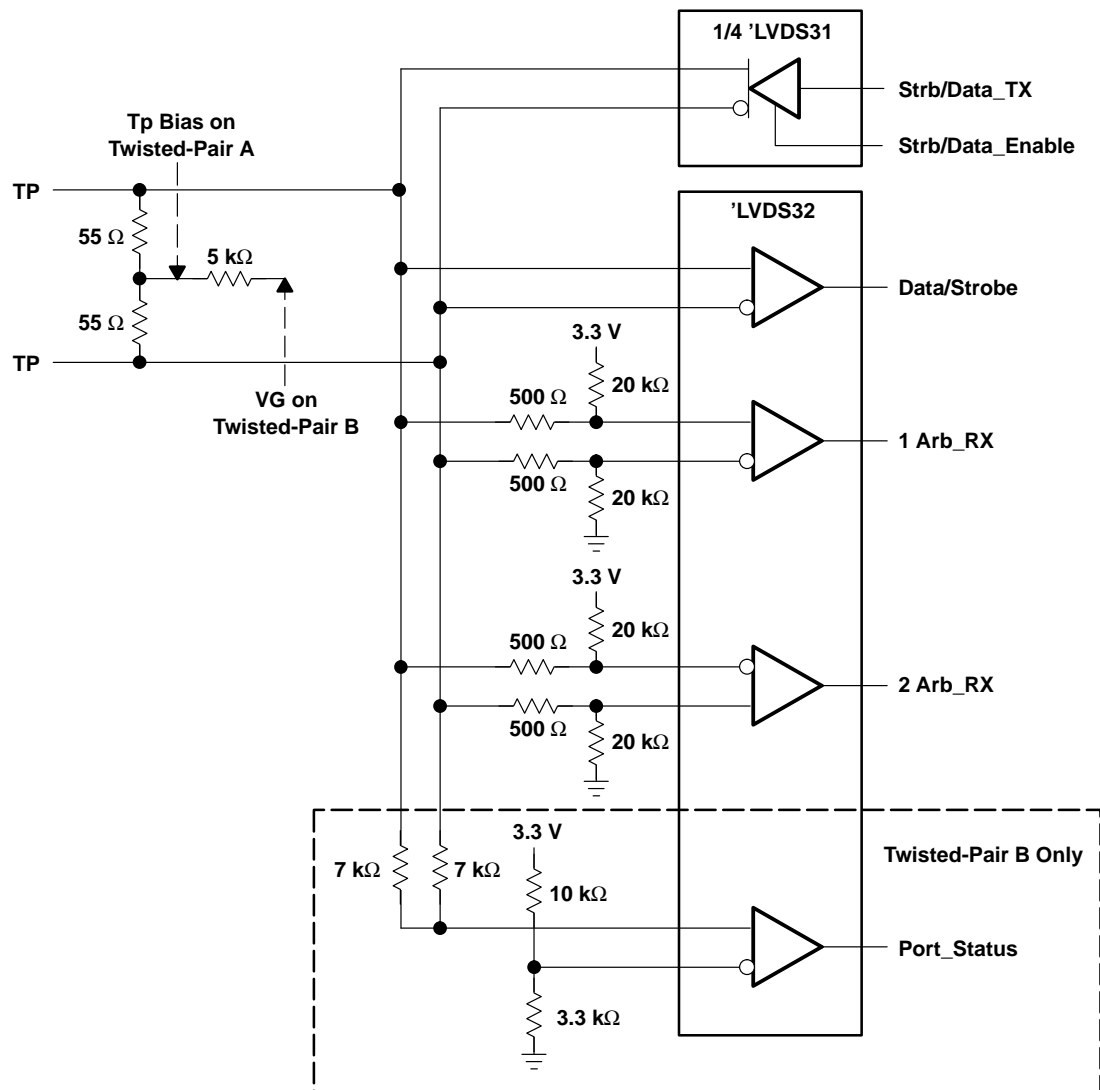 1/4 ’LVDS31
Strb/Data_TX
Strb/Data_Enable
Tp Bias on
Twisted-Pair A
TP
55 Ω
5 kΩ
55 Ω
TP
VG on
Twisted-Pair B
’LVDS32
Data/Strobe
3.3 V
20 kΩ
500 Ω
1 Arb_RX
500 Ω
20 kΩ
3.3 V
20 kΩ
500 Ω
2 Arb_RX
500 Ω
20 kΩ
3.3 V
Twisted-Pair B Only
7 kΩ
7 kΩ
10 kΩ
Port_Status
3.3 kΩ